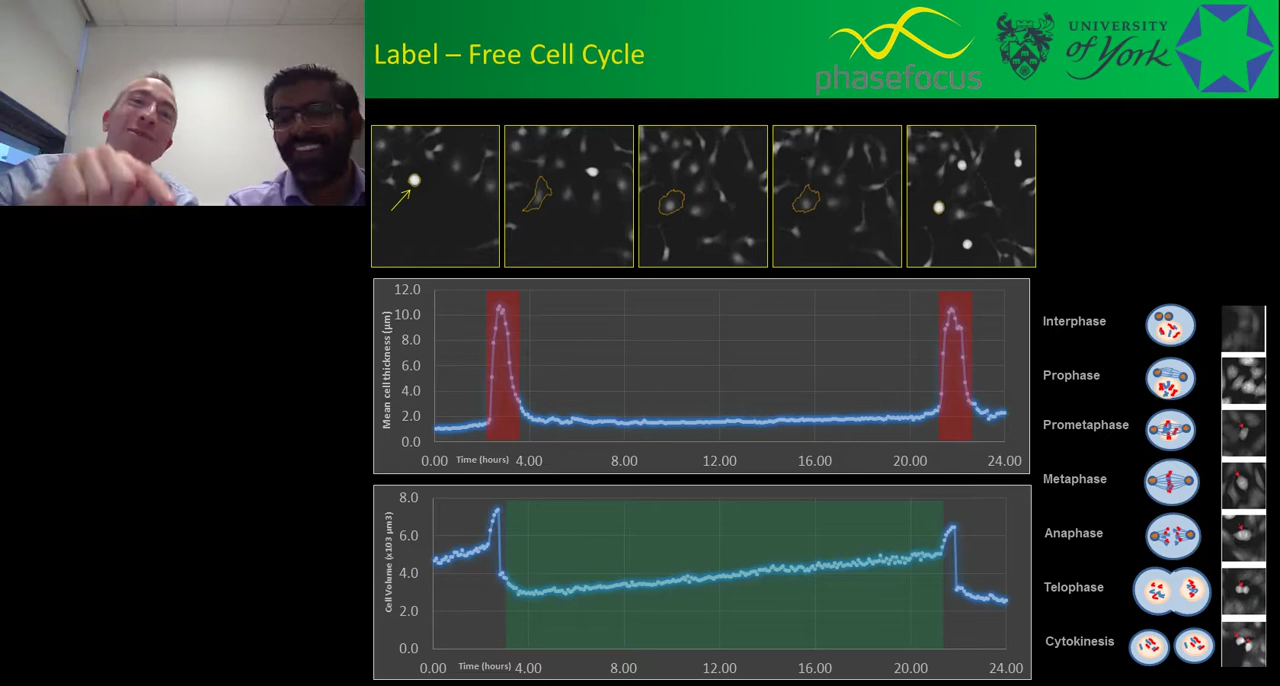 Label – Free Cell Cycle
phasefocus
UNIVERSITY
of York
Mean cell thickness (µm)
12.0
10.0
8.0
6.0
4.0
2.0
0.0
0.00 Time (hours) 4.00 8.00 12.00 16.00 20.00 24.00
Cell Volume (x103 µm3)
8.0
6.0
4.0
2.0
0.0
0.00 Time (hours) 4.00 8.00 12.00 16.00 20.00 24.00
Interphase
Prophase
Prometaphase
Metaphase
Anaphase
Telophase
Cytokinesis